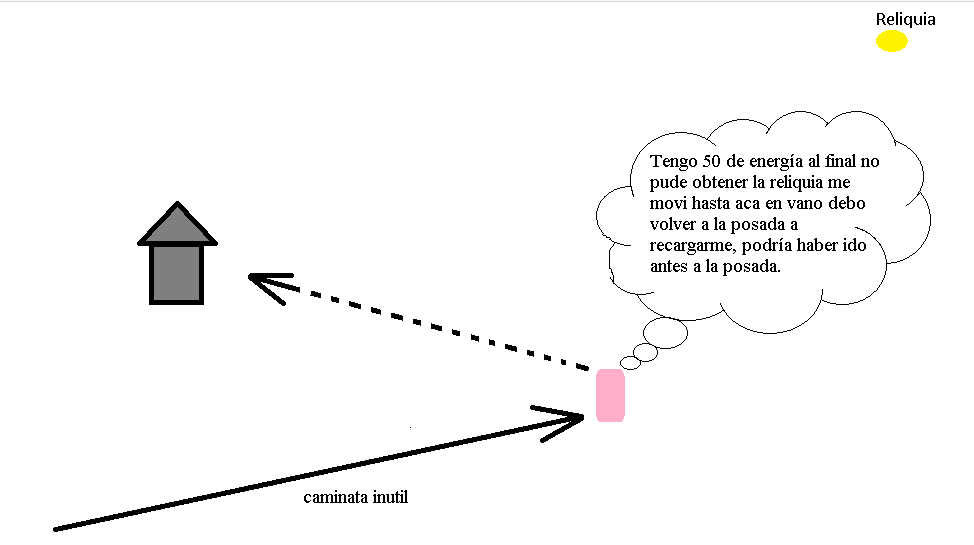 Reliquia
Tengo 50 de energía al final no
pude obtener la reliquia me
movi hasta aca en vano debo
volver a la posada a
recargarme, podría haber ido
antes a la posada.
caminata inutil